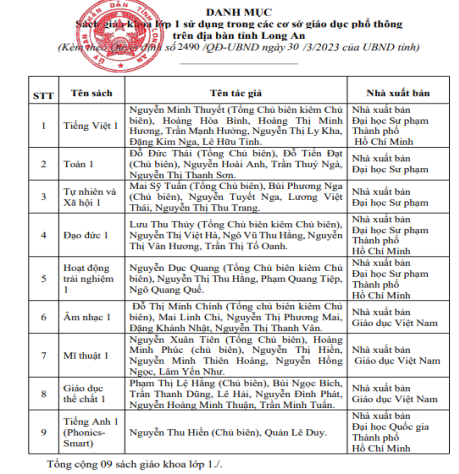 DANH MỤC
Sách giáo khoa lớp 1 sử dụng trong các cơ sở giáo dục phổ thông
trên địa bàn tỉnh Long An
(Kèm theo Quyết định số 2490 /QĐ-UBND ngày 30 /3/2023 của UBND tỉnh)
STT Tên sách Tên tác giả Nhà xuất bản
1 Tiếng Việt 1
Nguyễn Minh Thuyết (Tổng Chủ biên kiêm Chủ
biên), Hoàng Hòa Bình, Hoàng Thị Minh
Hương, Trần Mạnh Hưởng, Nguyễn Thị Ly Kha,
Đặng Kim Nga, Lê Hữu Tỉnh.
Nhà xuất bản
Đại học Sư phạm
Thành phố
Hồ Chí Minh
2 Toán 1
Đỗ Đức Thái (Tổng Chủ biên), Đỗ Tiến Đạt
(Chủ biên), Nguyễn Hoài Anh, Trần Thuý Ngà,
Nguyễn Thị Thanh Sơn.
Nhà xuất bản
Đại học Sư phạm
3
Tự nhiên và
Xã hội 1
Mai Sỹ Tuấn (Tổng Chủ biên), Bùi Phương Nga
(Chủ biên), Nguyễn Tuyết Nga, Lương Việt
Thái, Nguyễn Thị Thu Trang.
Nhà xuất bản
Đại học Sư phạm
4 Đạo đức 1
Lưu Thu Thủy (Tổng Chủ biên kiêm Chủ biên),
Nguyễn Thị Việt Hà, Ngô Vũ Thu Hằng, Nguyễn
Thị Vân Hương, Trần Thị Tố Oanh.
Nhà xuất bản
Đại học Sư phạm
Thành phố
Hồ Chí Minh
5
Hoạt động
trải nghiệm
1
Nguyễn Dục Quang (Tổng Chủ biên kiêm Chủ
biên), Nguyễn Thị Thu Hằng, Phạm Quang Tiệp,
Ngô Quang Quế.
Nhà xuất bản
Đại học Sư phạm
Thành phố
Hồ Chí Minh
6 Âm nhạc 1
Đỗ Thị Minh Chính (Tổng chủ biên kiêm Chủ
biên), Mai Linh Chi, Nguyễn Thị Phương Mai,
Đặng Khánh Nhật, Nguyễn Thị Thanh Vân.
Nhà xuất bản
Giáo dục Việt Nam
7 Mĩ thuật 1
Nguyễn Xuân Tiên (Tổng Chủ biên), Hoàng
Minh Phúc (chủ biên), Nguyễn Thị Hiền,
Nguyễn Minh Thiên Hoàng, Nguyễn Hồng
Ngọc, Lâm Yến Như.
Nhà xuất bản
Giáo dục Việt Nam
8
Giáo dục
thể chất 1
Phạm Thị Lệ Hằng (Chủ biên), Bùi Ngọc Bích,
Trần Thanh Dũng, Lê Hải, Nguyễn Đình Phát,
Nguyễn Hoàng Minh Thuận, Trần Minh Tuấn.
Nhà xuất bản
Giáo dục Việt Nam
9
Tiếng Anh 1
(Phonics-
Smart)
Nguyễn Thu Hiền (Chủ biên), Quản Lê Duy.
Nhà xuất bản
Đại học Quốc gia
Thành phố
Hồ Chí Minh
Tổng cộng 09 sách giáo khoa lớp 1./.